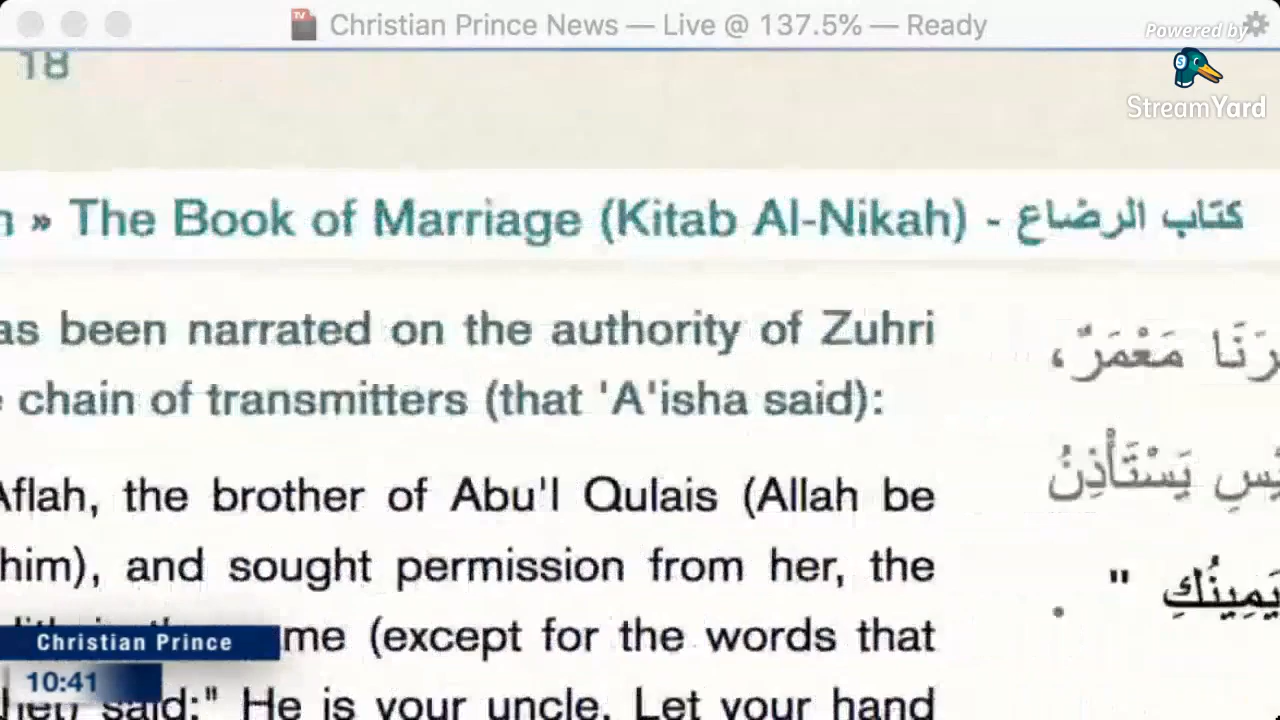 Christian Prince News — Live @ 137.5% — Ready
Powered by
StreamYard
18
» The Book of Marriage (Kitab Al-Nikah) - كتاب الرضاع
as been narrated on the authority of Zuhri
chain of transmitters (that 'A'isha said):
Aflah, the brother of Abu'l Qulais (Allah be
him), and sought permission from her, the
me (except for the words that
said:" He is your uncle. Let your hand
مَعْمَرٌ،
يَسْتَأْذِنُ
" .
Christian Prince
10:41